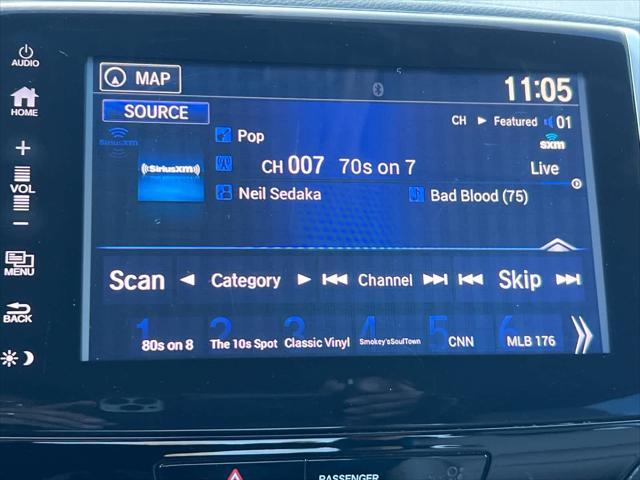 AUDIO
HOME
+
VOL
−
MENU
BACK
MAP
11:05
SOURCE
CH ► Featured 01
SiriusXM
Pop
sxm
((SiriusXM))
CH 007 70s on 7 Live
Neil Sedaka Bad Blood (75)
Scan ◄ Category ► Channel Skip
1 2 3 4 5 6
80s on 8 The 10s Spot Classic Vinyl Smokey'sSoulTown CNN MLB 176
PASSENGER